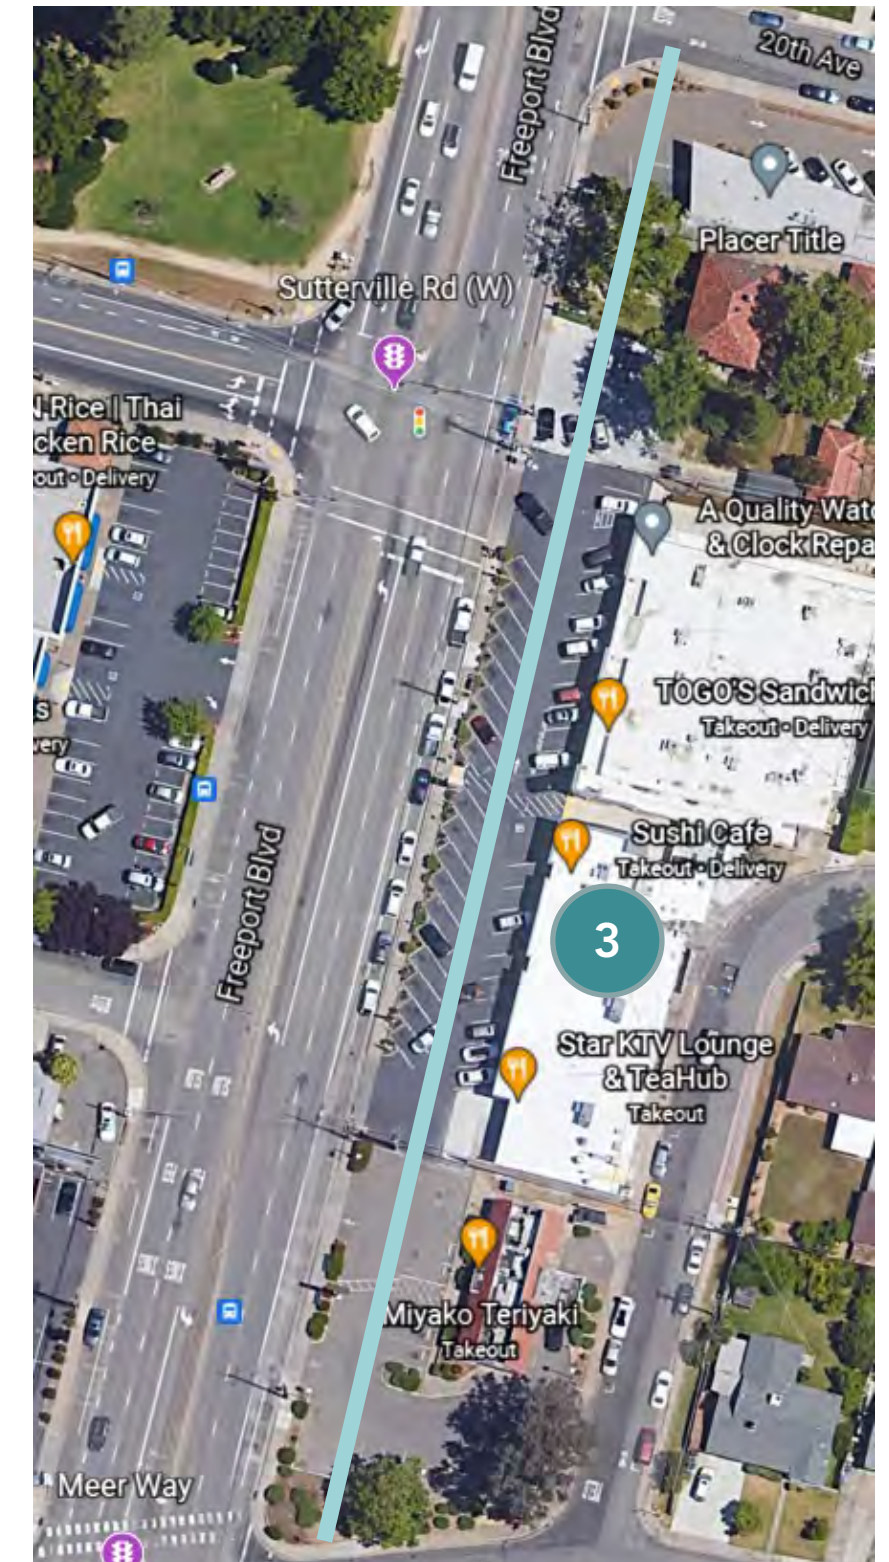 Freeport Blvd
20th Ave
Placer Title
Sutterville Rd (W)
Rice | Thai
cken Rice
out • Delivery
A Quality Watc
& Clock Repa
TOGO'S Sandwich
Takeout • Delivery
s
very
Sushi Cafe
Takeout • Delivery
Freeport Blvd
3
Star KTV Lounge
& TeaHub
Takeout
Miyako Teriyaki
Takeout
Meer Way